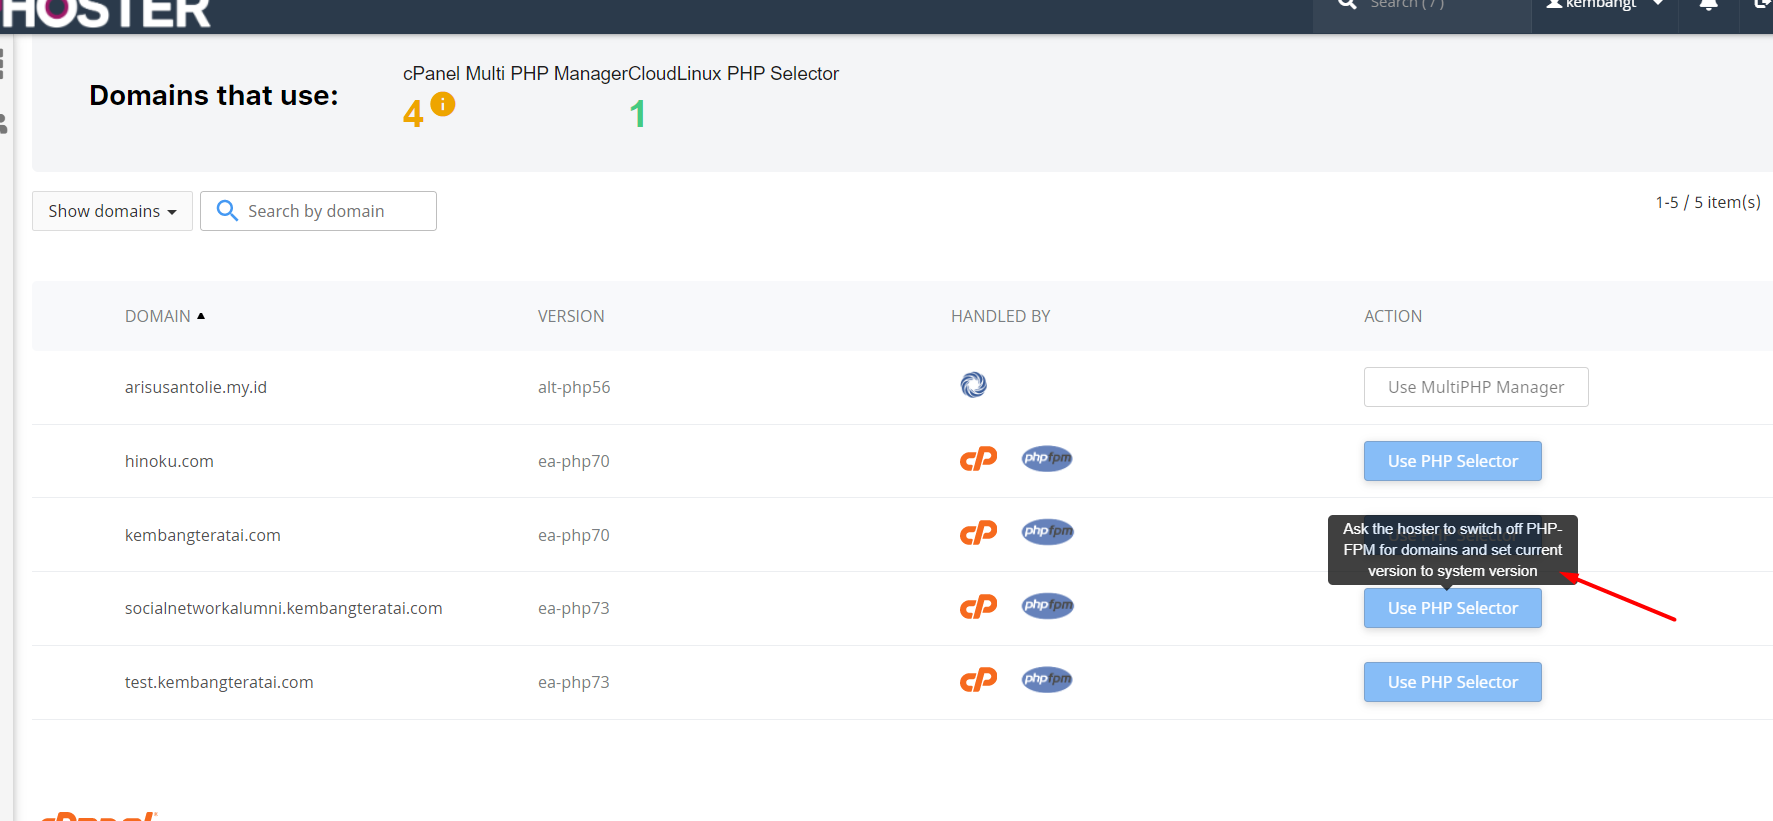 HOSTER
Search ( / )
kembangt
Domains that use:
cPanel Multi PHP Manager
4
CloudLinux PHP Selector
1
Show domains
Search by domain
1-5 / 5 item(s)
DOMAIN VERSION HANDLED BY ACTION
arisusantolie.my.id alt-php56 Use MultiPHP Manager
hinoku.com ea-php70 cP php fpm Use PHP Selector
kembangteratai.com ea-php70 cP php fpm
Ask the hoster to switch off PHP-
FPM for domains and set current
version to system version
socialnetworkalumni.kembangteratai.com ea-php73 cP php fpm Use PHP Selector
test.kembangteratai.com ea-php73 cP php fpm Use PHP Selector
cPanel